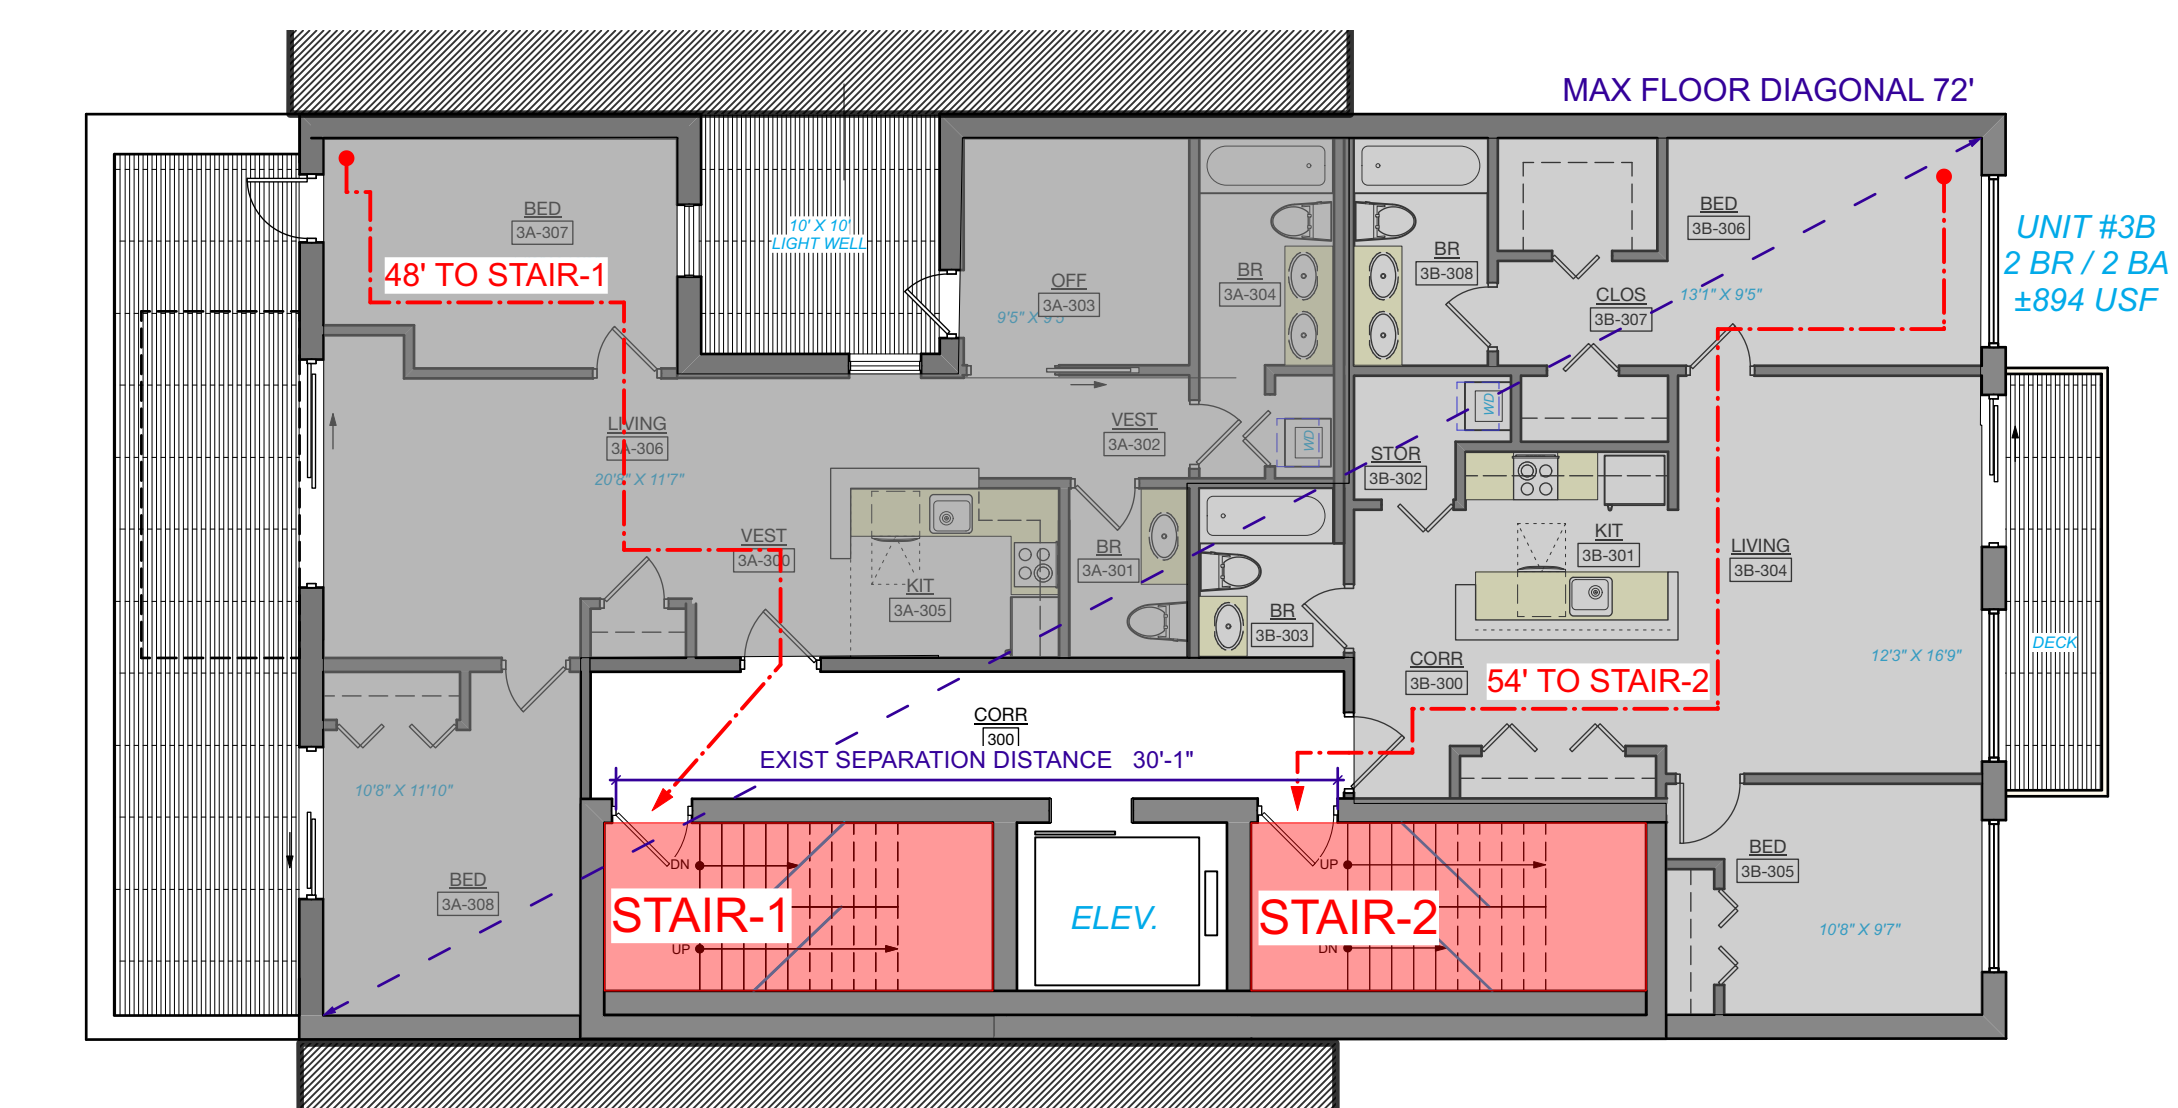 MAX FLOOR DIAGONAL 72'
UNIT #3B
2 BR / 2 BA
±894 USF
BED
3A-307
10' X 10'
LIGHT WELL
48' TO STAIR-1
OFF
3A-303
9'5" X 9'5"
BR
3A-304
BR
3B-308
BED
3B-306
13'1" X 9'5"
CLOS
3B-307
LIVING
3A-306
20'8" X 11'7"
VEST
3A-302
WD
WD
STOR
3B-302
VEST
3A-300
KIT
3A-305
BR
3A-301
BR
3B-303
KIT
3B-301
LIVING
3B-304
12'3" X 16'9"
DECK
CORR
3B-300
54' TO STAIR-2
CORR
300
EXIST SEPARATION DISTANCE 30'-1"
10'8" X 11'10"
BED
3A-308
DN
STAIR-1
UP
ELEV.
UP
STAIR-2
DN
BED
3B-305
10'8" X 9'7"